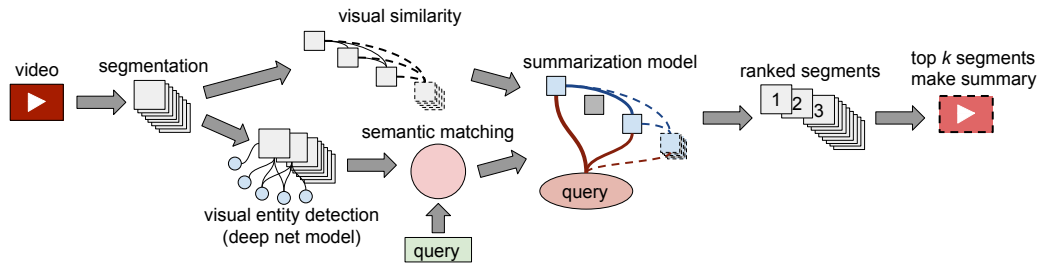 video
segmentation
visual similarity
visual entity detection
(deep net model)
semantic matching
query
summarization model
query
ranked segments
1
2
3
top k segments
make summary